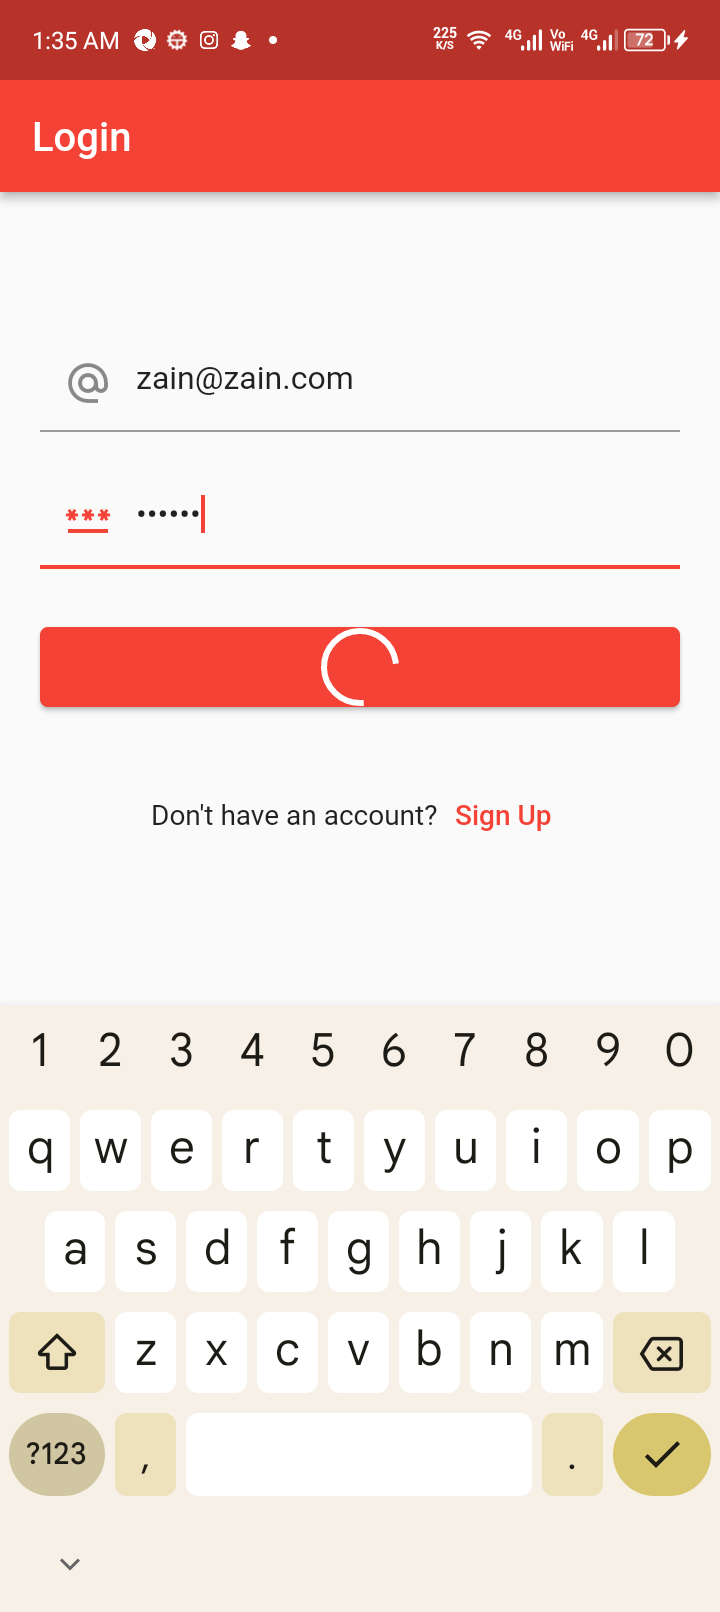 1:35 AM 225 K/S 4G Vo WiFi 4G 72
Login
zain@zain.com
***  ••••••
Don't have an account? Sign Up
1 2 3 4 5 6 7 8 9 0
q w e r t y u i o p
a s d f g h j k l
z x c v b n m
?123 , .